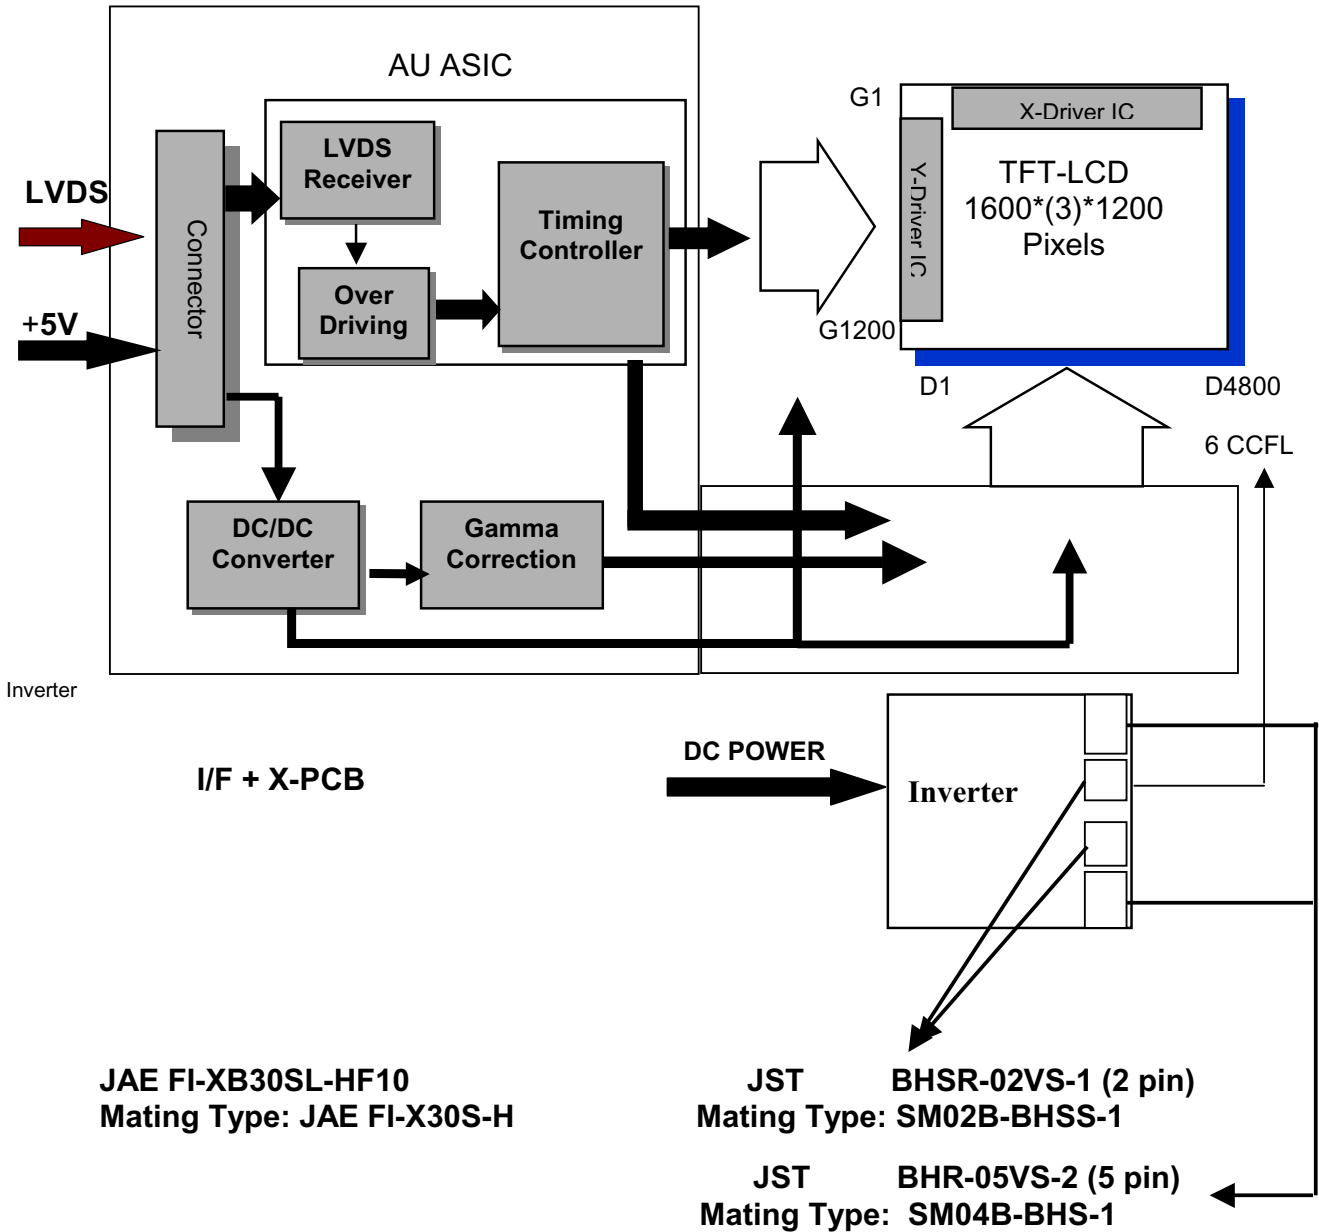 AU ASIC
G1
X-Driver IC
LVDS
Receiver
TFT-LCD
1600*(3)*1200
Pixels
Y-Driver IC
LVDS
Connector
Timing
Controller
Over
Driving
+5V
G1200
D1
D4800
6 CCFL
DC/DC
Converter
Gamma
Correction
Inverter
I/F + X-PCB
DC POWER
Inverter
JAE FI-XB30SL-HF10
Mating Type: JAE FI-X30S-H
JST BHSR-02VS-1 (2 pin)
Mating Type: SM02B-BHSS-1
JST BHR-05VS-2 (5 pin)
Mating Type: SM04B-BHS-1